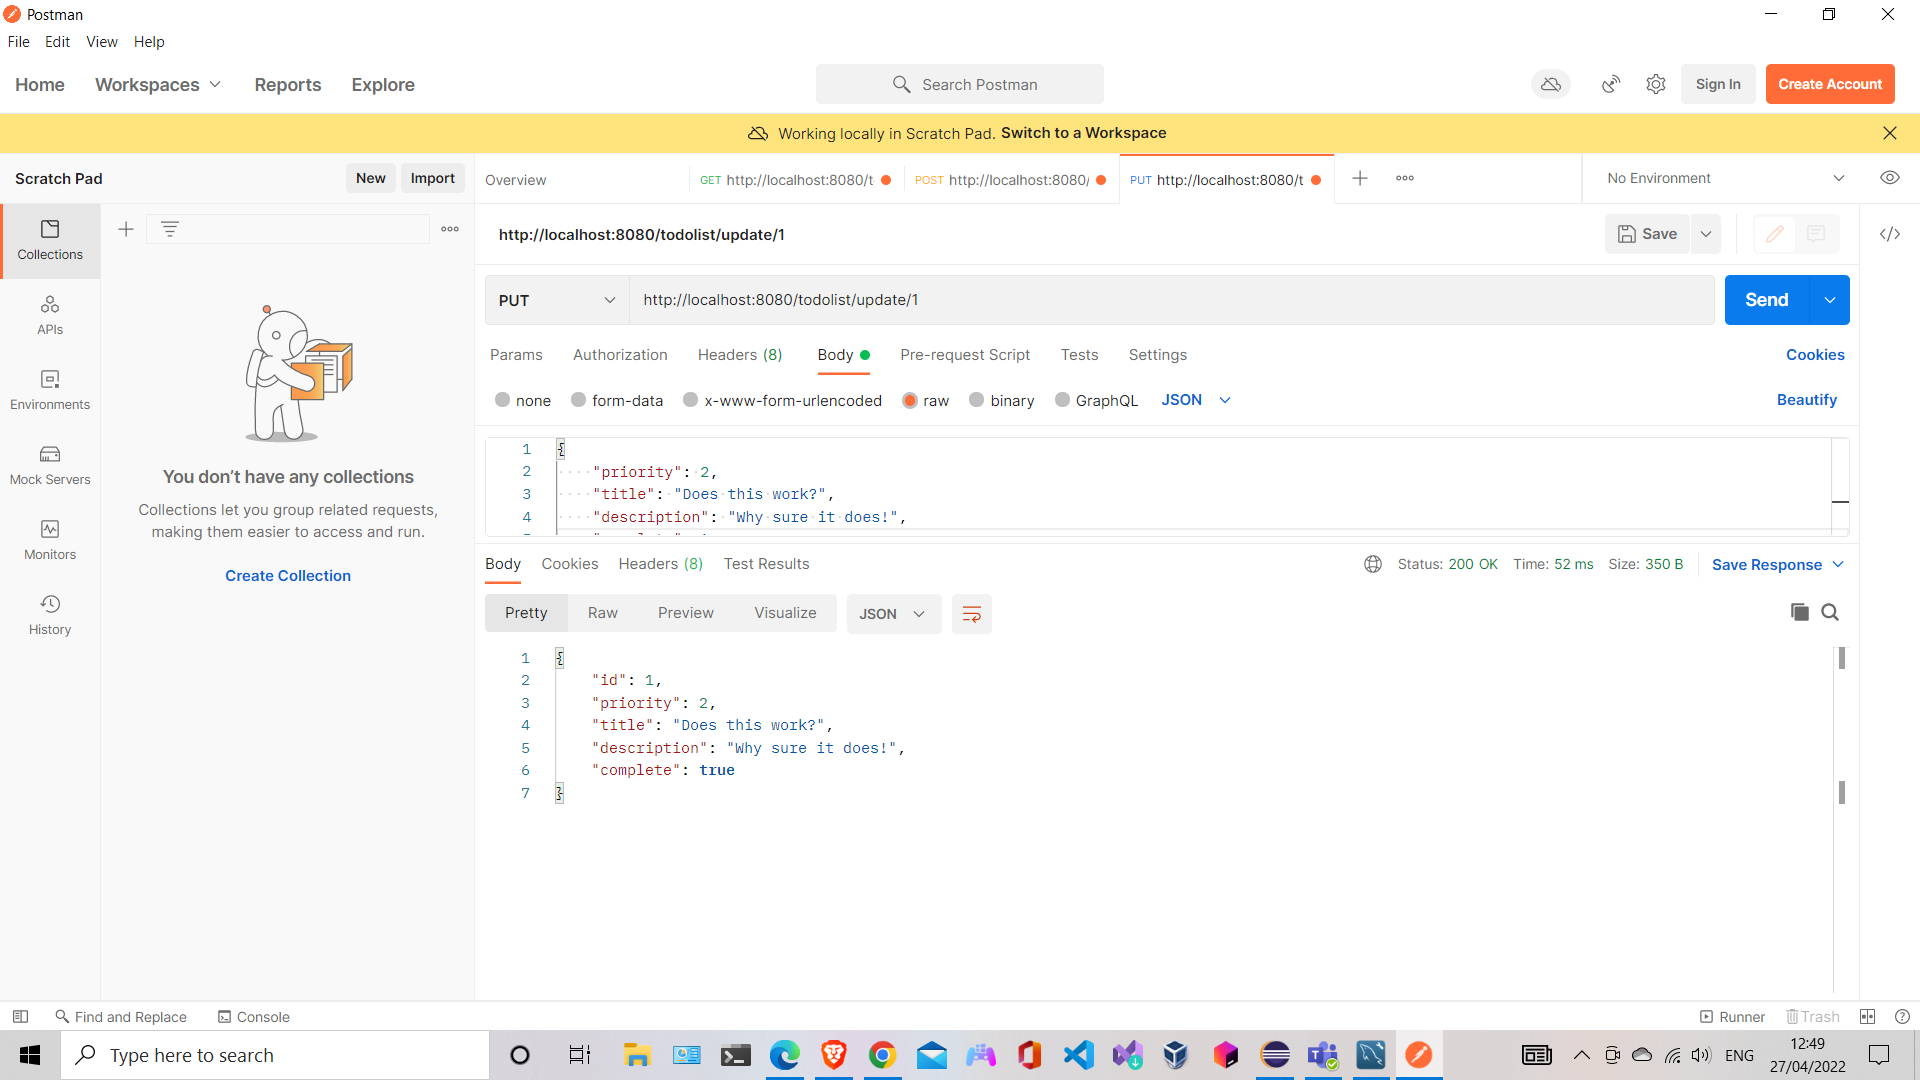 Postman
File Edit View Help
Home Workspaces Reports Explore Search Postman Sign In Create Account
Working locally in Scratch Pad. Switch to a Workspace
Scratch Pad New Import Overview GET http://localhost:8080/t POST http://localhost:8080/ PUT http://localhost:8080/t No Environment
Collections
APIs
Environments
Mock Servers
Monitors
History
You don't have any collections
Collections let you group related requests,
making them easier to access and run.
Create Collection
http://localhost:8080/todolist/update/1 Save
PUT http://localhost:8080/todolist/update/1 Send
Params Authorization Headers (8) Body Pre-request Script Tests Settings Cookies
none form-data x-www-form-urlencoded raw binary GraphQL JSON Beautify
1 {
2 "priority": 2,
3 "title": "Does this work?",
4 "description": "Why sure it does!",
Body Cookies Headers (8) Test Results Status: 200 OK Time: 52 ms Size: 350 B Save Response
Pretty Raw Preview Visualize JSON
1 {
2 "id": 1,
3 "priority": 2,
4 "title": "Does this work?",
5 "description": "Why sure it does!",
6 "complete": true
7 }
Find and Replace Console Runner Trash
Type here to search ENG 12:49
27/04/2022